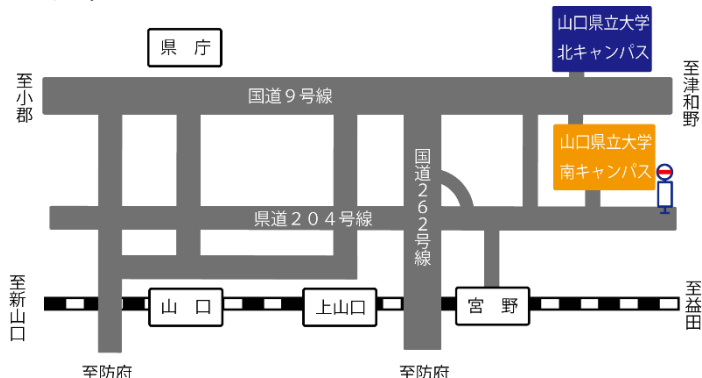 山口県立大学
北キャンパス
県 庁
至小郡
国道９号線
至津和野
山口県立大学
南キャンパス
国道２６２号線
県道２０４号線
至新山口
山 口
上山口
宮 野
至益田
至防府
至防府